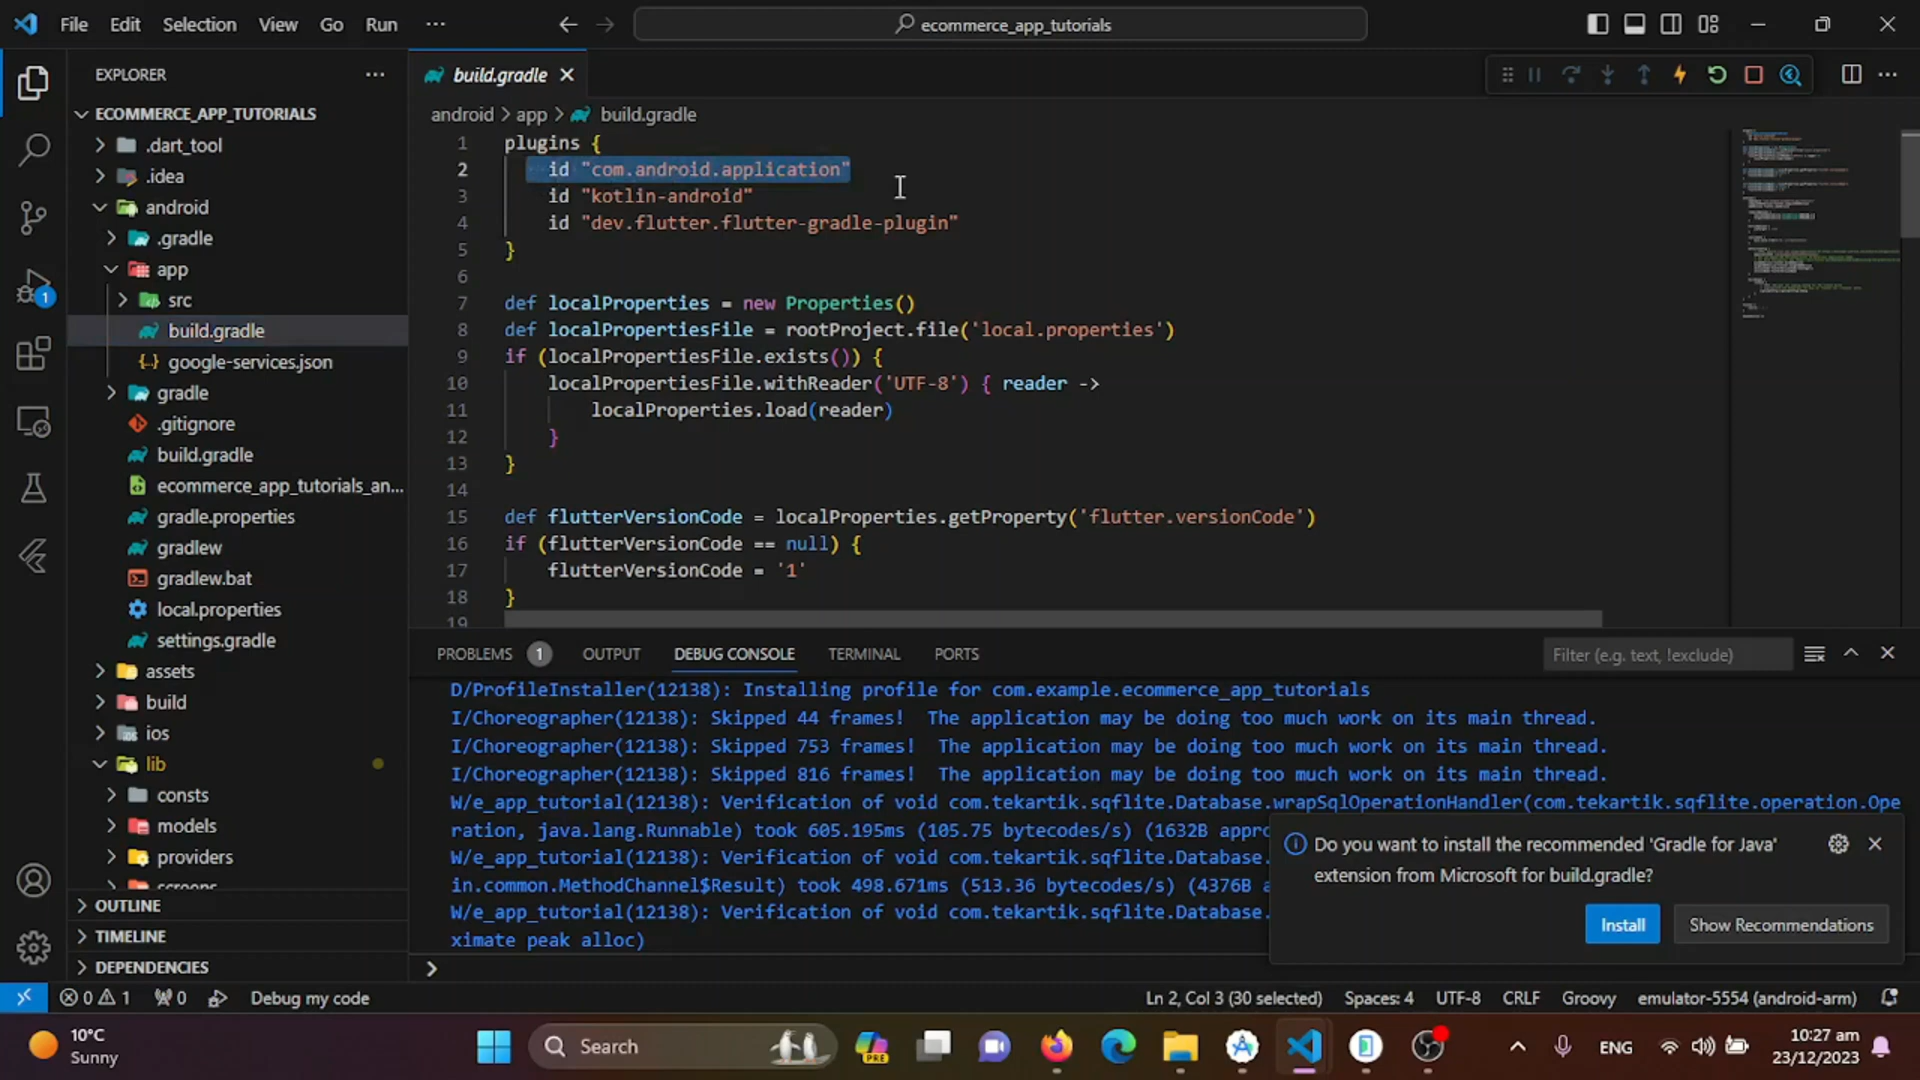 File Edit Selection View Go Run ··· ecommerce_app_tutorials
EXPLORER ···
ECOMMERCE_APP_TUTORIALS
.dart_tool
.idea
android
.gradle
app
src
build.gradle
google-services.json
gradle
.gitignore
build.gradle
ecommerce_app_tutorials_an...
gradle.properties
gradlew
gradlew.bat
local.properties
settings.gradle
assets
build
ios
lib
consts
models
providers
screens
OUTLINE
TIMELINE
DEPENDENCIES
1
build.gradle
android > app > build.gradle
1 plugins {
2 id "com.android.application"
3 id "kotlin-android"
4 id "dev.flutter.flutter-gradle-plugin"
5 }
6
7 def localProperties = new Properties()
8 def localPropertiesFile = rootProject.file('local.properties')
9 if (localPropertiesFile.exists()) {
10 localPropertiesFile.withReader('UTF-8') { reader ->
11 localProperties.load(reader)
12 }
13 }
14
15 def flutterVersionCode = localProperties.getProperty('flutter.versionCode')
16 if (flutterVersionCode == null) {
17 flutterVersionCode = '1'
18 }
19
PROBLEMS 1 OUTPUT DEBUG CONSOLE TERMINAL PORTS Filter (e.g. text, !exclude)
D/ProfileInstaller(12138): Installing profile for com.example.ecommerce_app_tutorials
I/Choreographer(12138): Skipped 44 frames!  The application may be doing too much work on its main thread.
I/Choreographer(12138): Skipped 753 frames!  The application may be doing too much work on its main thread.
I/Choreographer(12138): Skipped 816 frames!  The application may be doing too much work on its main thread.
W/e_app_tutorial(12138): Verification of void com.tekartik.sqflite.Database.wrapSqlOperationHandler(com.tekartik.sqflite.operation.Ope
ration, java.lang.Runnable) took 605.195ms (105.75 bytecodes/s) (1632B appro
W/e_app_tutorial(12138): Verification of void com.tekartik.sqflite.Database.
in.common.MethodChannel$Result) took 498.671ms (513.36 bytecodes/s) (4376B a
W/e_app_tutorial(12138): Verification of void com.tekartik.sqflite.Database.
ximate peak alloc)
Do you want to install the recommended 'Gradle for Java'
extension from Microsoft for build.gradle?
Install Show Recommendations
0 1 0 Debug my code Ln 2, Col 3 (30 selected) Spaces: 4 UTF-8 CRLF Groovy emulator-5554 (android-arm)
10°C
Sunny
Search
PRE
ENG
10:27 am
23/12/2023